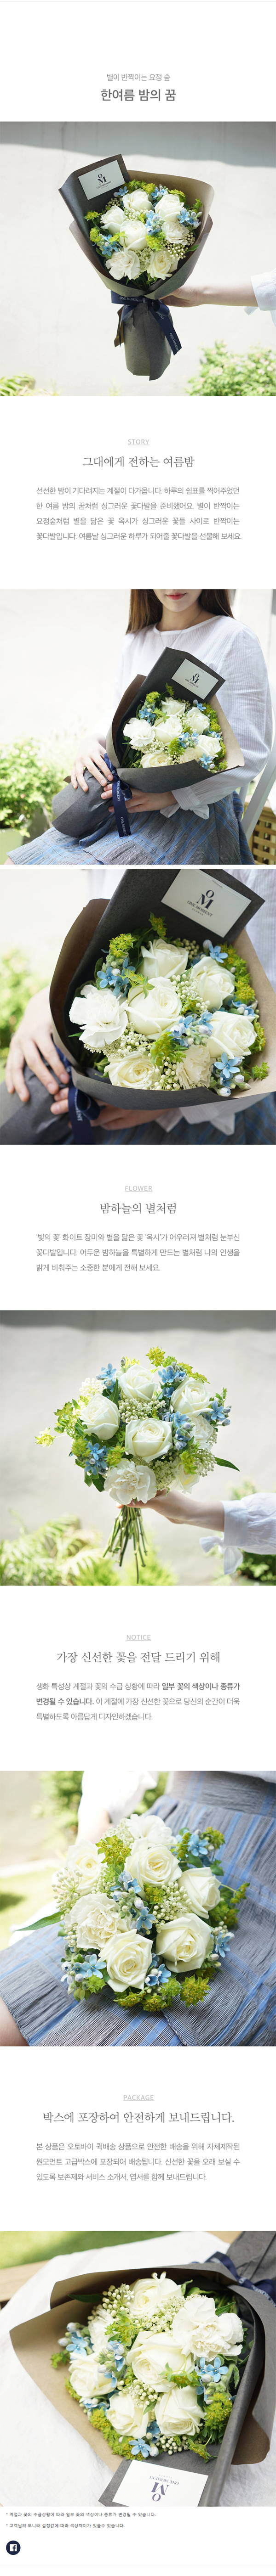 별이 반짝이는 요정 숲
한여름 밤의 꿈
OM
STORY
그대에게 전하는 여름밤
선선한 밤이 기다려지는 계절이 다가옵니다. 하루의 쉼표를 찍어주었던
한 여름 밤의 꿈처럼 싱그러운 꽃다발을 준비했어요. 별이 반짝이는
요정숲처럼 별을 닮은 꽃 옥시가 싱그러운 꽃들 사이로 반짝이는
꽃다발입니다. 여름날 싱그러운 하루가 되어줄 꽃다발을 선물해 보세요.
OM
OM
ONE MOMENT
FLOWER
밤하늘의 별처럼
'빛의 꽃' 화이트 장미와 별을 닮은 꽃 '옥시'가 어우러져 별처럼 눈부신
꽃다발입니다. 어두운 밤하늘을 특별하게 만드는 별처럼 나의 인생을
밝게 비춰주는 소중한 분에게 전해 보세요.
NOTICE
가장 신선한 꽃을 전달 드리기 위해
생화 특성상 계절과 꽃의 수급 상황에 따라 일부 꽃의 색상이나 종류가
변경될 수 있습니다. 이 계절에 가장 신선한 꽃으로 당신의 순간이 더욱
특별하도록 아름답게 디자인하겠습니다.
PACKAGE
박스에 포장하여 안전하게 보내드립니다.
본 상품은 오토바이 퀵배송 상품으로 안전한 배송을 위해 자체제작된
원모먼트 고급박스에 포장되어 배송됩니다. 신선한 꽃을 오래 보실 수
있도록 보존제와 서비스 소개서, 엽서를 함께 보내드립니다.
OM
ONE MOMENT
* 계절과 꽃의 수급상황에 따라 일부 꽃의 색상이나 종류가 변경될 수 있습니다.
* 고객님의 모니터 설정값에 따라 색상차이가 있을수 있습니다.